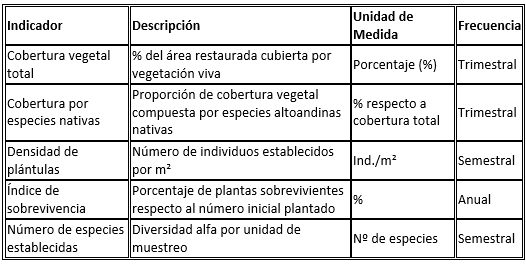 Indicador Descripción Unidad de Medida Frecuencia
Cobertura vegetal total % del área restaurada cubierta por vegetación viva Porcentaje (%) Trimestral
Cobertura por especies nativas Proporción de cobertura vegetal compuesta por especies altoandinas nativas % respecto a cobertura total Trimestral
Densidad de plántulas Número de individuos establecidos por m² Ind./m² Semestral
Índice de sobrevivencia Porcentaje de plantas sobrevivientes respecto al número inicial plantado % Anual
Número de especies establecidas Diversidad alfa por unidad de muestreo Nº de especies Semestral